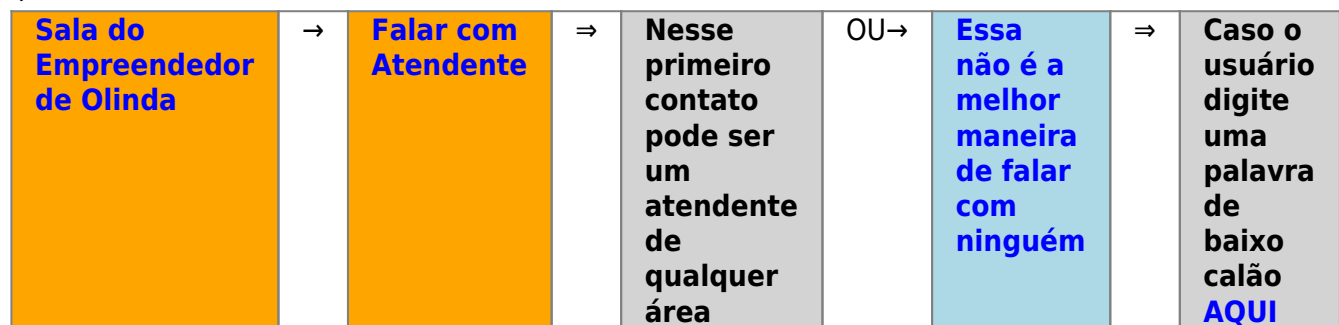 Sala do
Empreendedor
de Olinda
→
Falar com
Atendente
⇒
Nesse
primeiro
contato
pode ser
um
atendente
de
qualquer
área
OU→
Essa
não é a
melhor
maneira
de falar
com
ninguém
⇒
Caso o
usuário
digite
uma
palavra
de
baixo
calão
AQUI